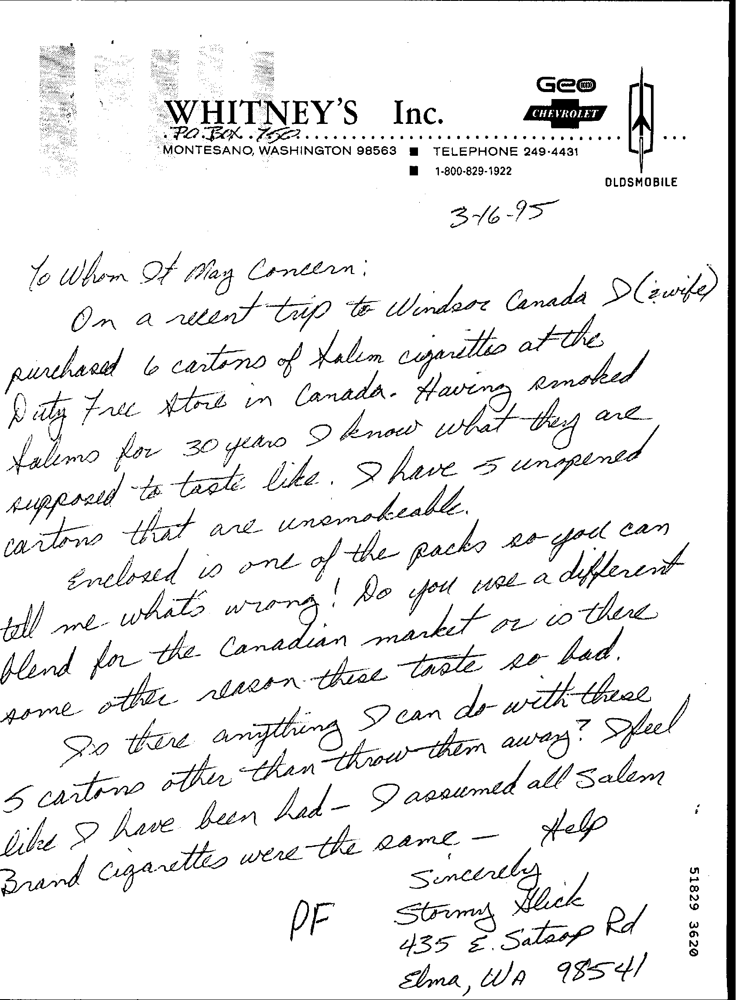 Geo
CHEVROLET
WHITNEY'S Inc.
P.O. Box 750
MONTESANO, WASHINGTON 98563 ■ TELEPHONE 249-4431
■ 1-800-829-1922
OLDSMOBILE
3-16-95
To Whom It May Concern:
On a recent trip to Windsor Canada I (& wife)
purchased 6 cartons of Salem cigarettes at the
Duty Free Store in Canada. Having smoked
Salems for 30 years I know what they are
supposed to taste like. I have 5 unopened
cartons that are unsmokeable.
Enclosed is one of the packs so you can
tell me what's wrong! Do you use a different
blend for the Canadian market or is there
some other reason these taste so bad.
Is there anything I can do with these
5 cartons other than throw them away? I feel
like I have been had - I assumed all Salem
Brand cigarettes were the same - Help
Sincerely
Stormy Glick
435 E. Satsop Rd
Elma, WA 98541
PF
51829 3620